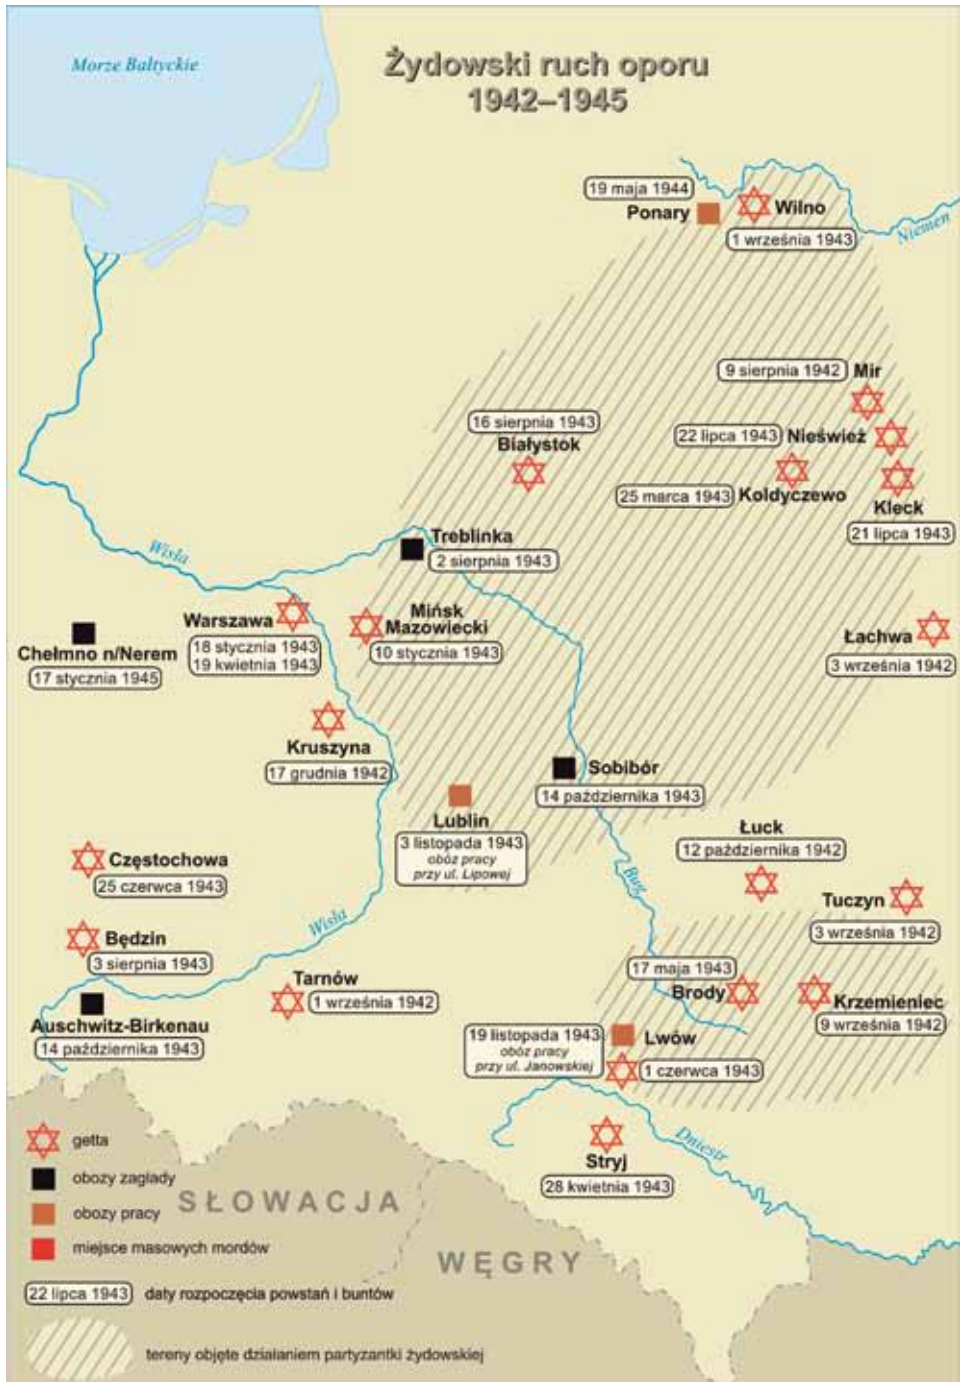 Morze Bałtyckie
Żydowski ruch oporu
1942–1945
19 maja 1944
Ponary
Wilno
1 września 1943
Niemen
9 sierpnia 1942
Mir
16 sierpnia 1943
Białystok
22 lipca 1943
Nieśwież
25 marca 1943
Kołdyczewo
Kleck
21 lipca 1943
Treblinka
2 sierpnia 1943
Wisła
Warszawa
18 stycznia 1943
19 kwietnia 1943
Mińsk
Mazowiecki
10 stycznia 1943
Łachwa
3 września 1942
Chełmno n/Nerem
17 stycznia 1945
Kruszyna
17 grudnia 1942
Sobibór
14 października 1943
Lublin
3 listopada 1943
obóz pracy
przy ul. Lipowej
Łuck
12 października 1942
Częstochowa
25 czerwca 1943
Bug
Tuczyn
3 września 1942
Będzin
3 sierpnia 1943
Wisła
17 maja 1943
Brody
Krzemieniec
9 września 1942
Tarnów
1 września 1942
Auschwitz-Birkenau
14 października 1943
19 listopada 1943
obóz pracy
przy ul. Janowskiej
Lwów
1 czerwca 1943
Dniestr
Stryj
28 kwietnia 1943
getta
obozy zagłady
obozy pracy
miejsce masowych mordów
SŁOWACJA
WĘGRY
22 lipca 1943
daty rozpoczęcia powstań i buntów
tereny objęte działaniem partyzantki żydowskiej